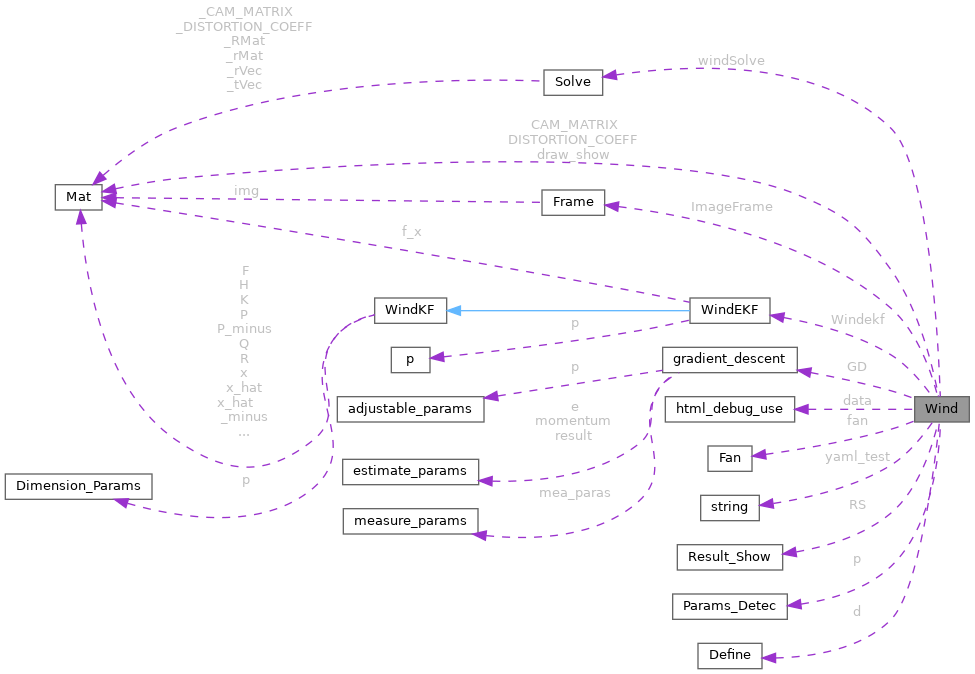 _CAM_MATRIX
_DISTORTION_COEFF
_RMat
_rMat
_rVec
_tVec
windSolve
Solve
CAM_MATRIX
DISTORTION_COEFF
draw_show
Mat
img
Frame
ImageFrame
f_x
F
H
K
P
P_minus
Q
R
x
x_hat
x_hat
_minus
...
WindKF
WindEKF
Windekf
p
p
gradient_descent
GD
p
adjustable_params
html_debug_use
data
Wind
e
momentum
result
fan
Fan
estimate_params
yaml_test
Dimension_Params
p
mea_paras
string
measure_params
RS
Result_Show
p
Params_Detec
d
Define